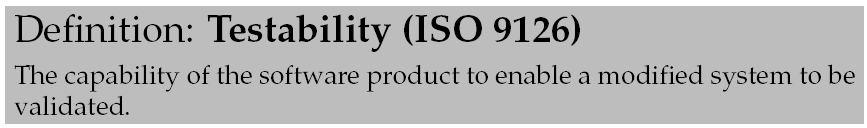 Definition: Testability (ISO 9126)
The capability of the software product to enable a modified system to be
validated.